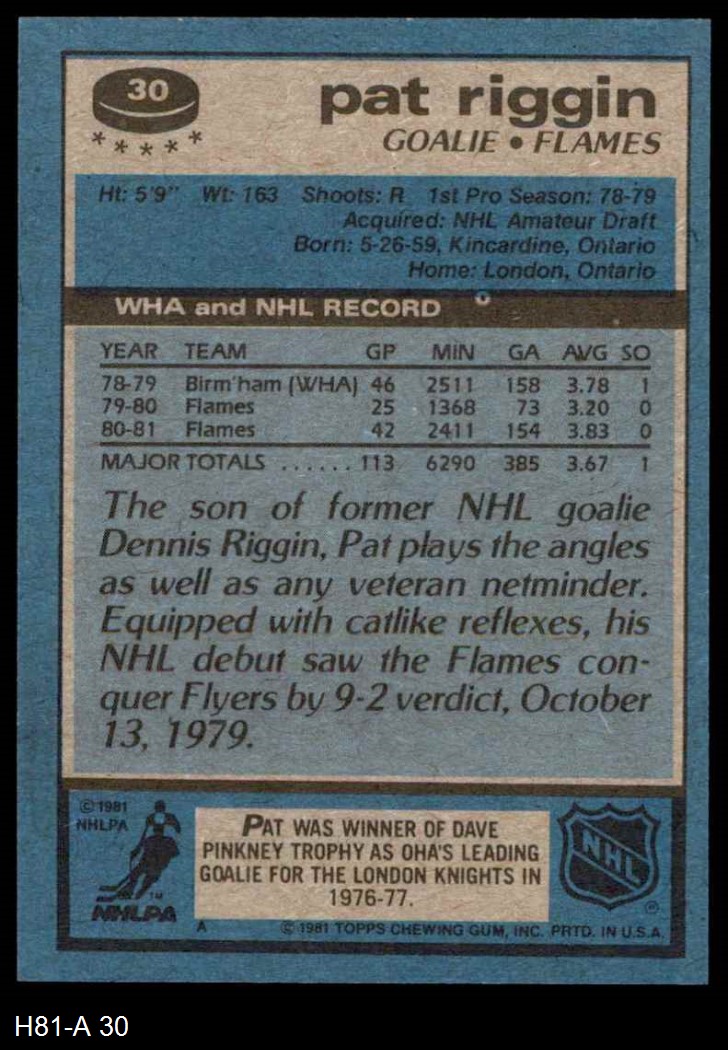 30
pat riggin
GOALIE • FLAMES
Ht: 5'9" Wt: 163 Shoots: R 1st Pro Season: 78-79
Acquired: NHL Amateur Draft
Born: 5-26-59, Kincardine, Ontario
Home: London, Ontario
WHA and NHL RECORD
YEAR TEAM GP MIN GA AVG SO
78-79 Birm'ham (WHA) 46 2511 158 3.78 1
79-80 Flames 25 1368 73 3.20 0
80-81 Flames 42 2411 154 3.83 0
MAJOR TOTALS ...... 113 6290 385 3.67 1
The son of former NHL goalie
Dennis Riggin, Pat plays the angles
as well as any veteran netminder.
Equipped with catlike reflexes, his
NHL debut saw the Flames con-
quer Flyers by 9-2 verdict, October
13, 1979.
© 1981
NHLPA
NHLPA
TM
PAT WAS WINNER OF DAVE
PINKNEY TROPHY AS OHA'S LEADING
GOALIE FOR THE LONDON KNIGHTS IN
1976-77.
NHL
®
A © 1981 TOPPS CHEWING GUM, INC. PRTD. IN U.S.A.
H81-A 30